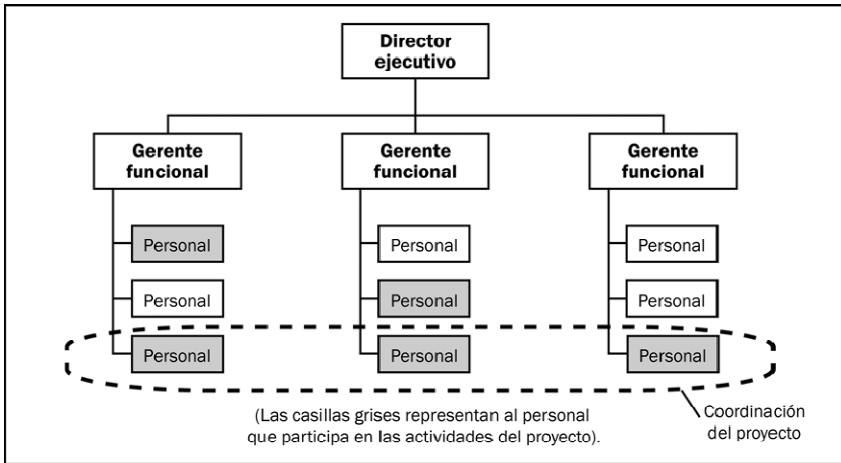 Director
ejecutivo
Gerente
funcional
Gerente
funcional
Gerente
funcional
Personal
Personal
Personal
Personal
Personal
Personal
Personal
Personal
Personal
(Las casillas grises representan al personal
que participa en las actividades del proyecto).
Coordinación
del proyecto